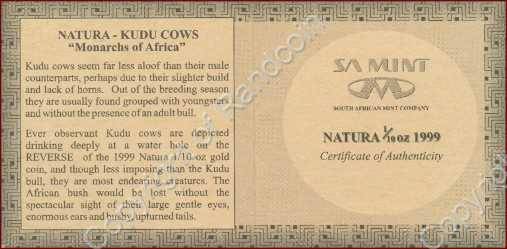 NATURA - KUDU COWS
"Monarchs of Africa"
Kudu cows seem far less aloof than their male
counterparts, perhaps due to their slighter build
and lack of horns. Out of the breeding season
they are usually found grouped with youngsters
and without the presence of an adult bull.
Ever observant Kudu cows are depicted
drinking deeply at a water hole on the
REVERSE of the 1999 Natura 1/10 oz gold
coin, and though less imposing than the Kudu
bull, they are most endearing creatures. The
African bush would be lost without the
spectacular sight of their large gentle eyes,
enormous ears and bushy upturned tails.
SA MINT
SOUTH AFRICAN MINT COMPANY
NATURA 1/10 oz 1999
Certificate of Authenticity